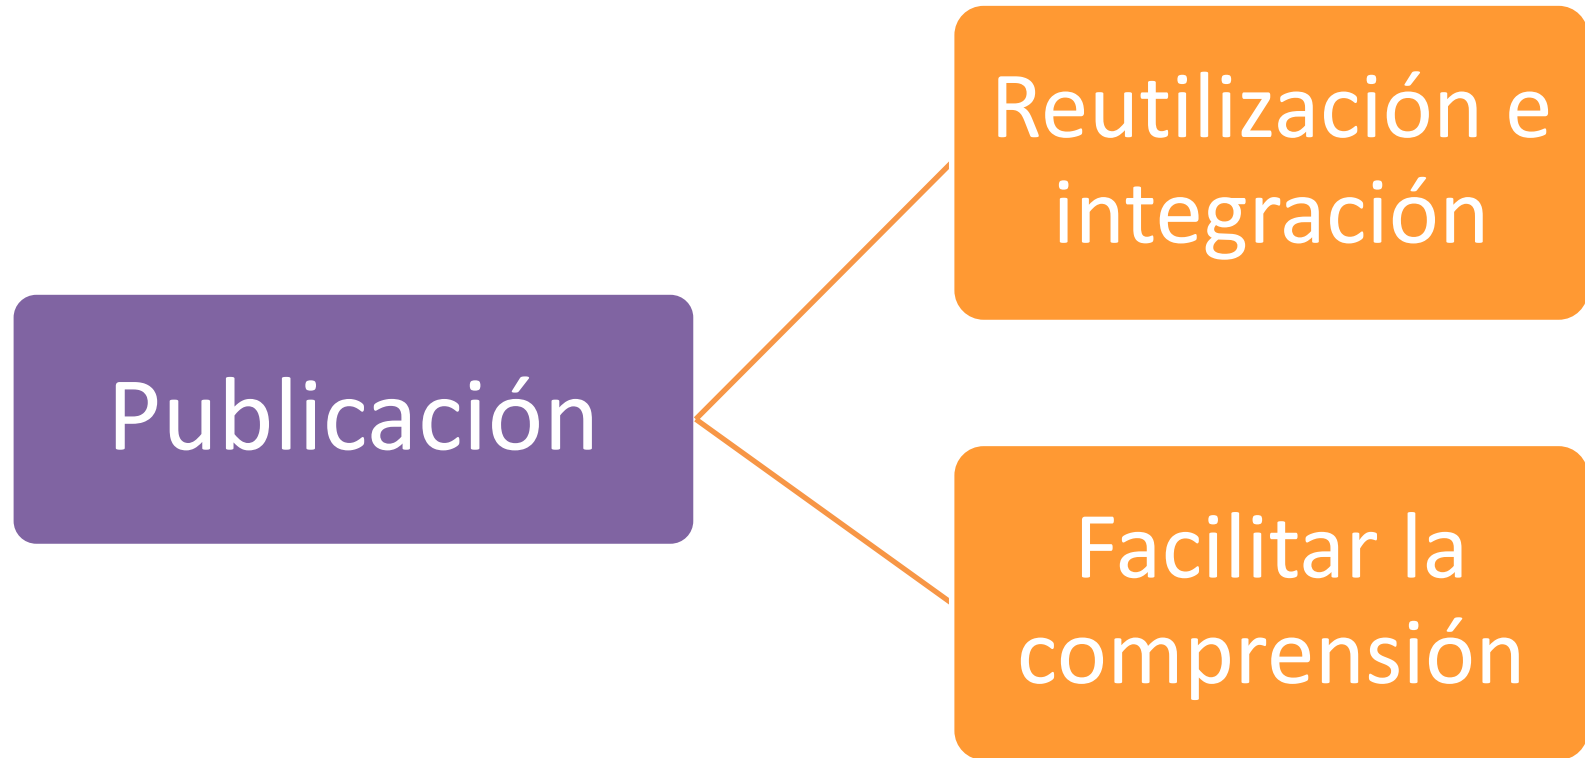 Publicación
Reutilización e
integración
Facilitar la
comprensión